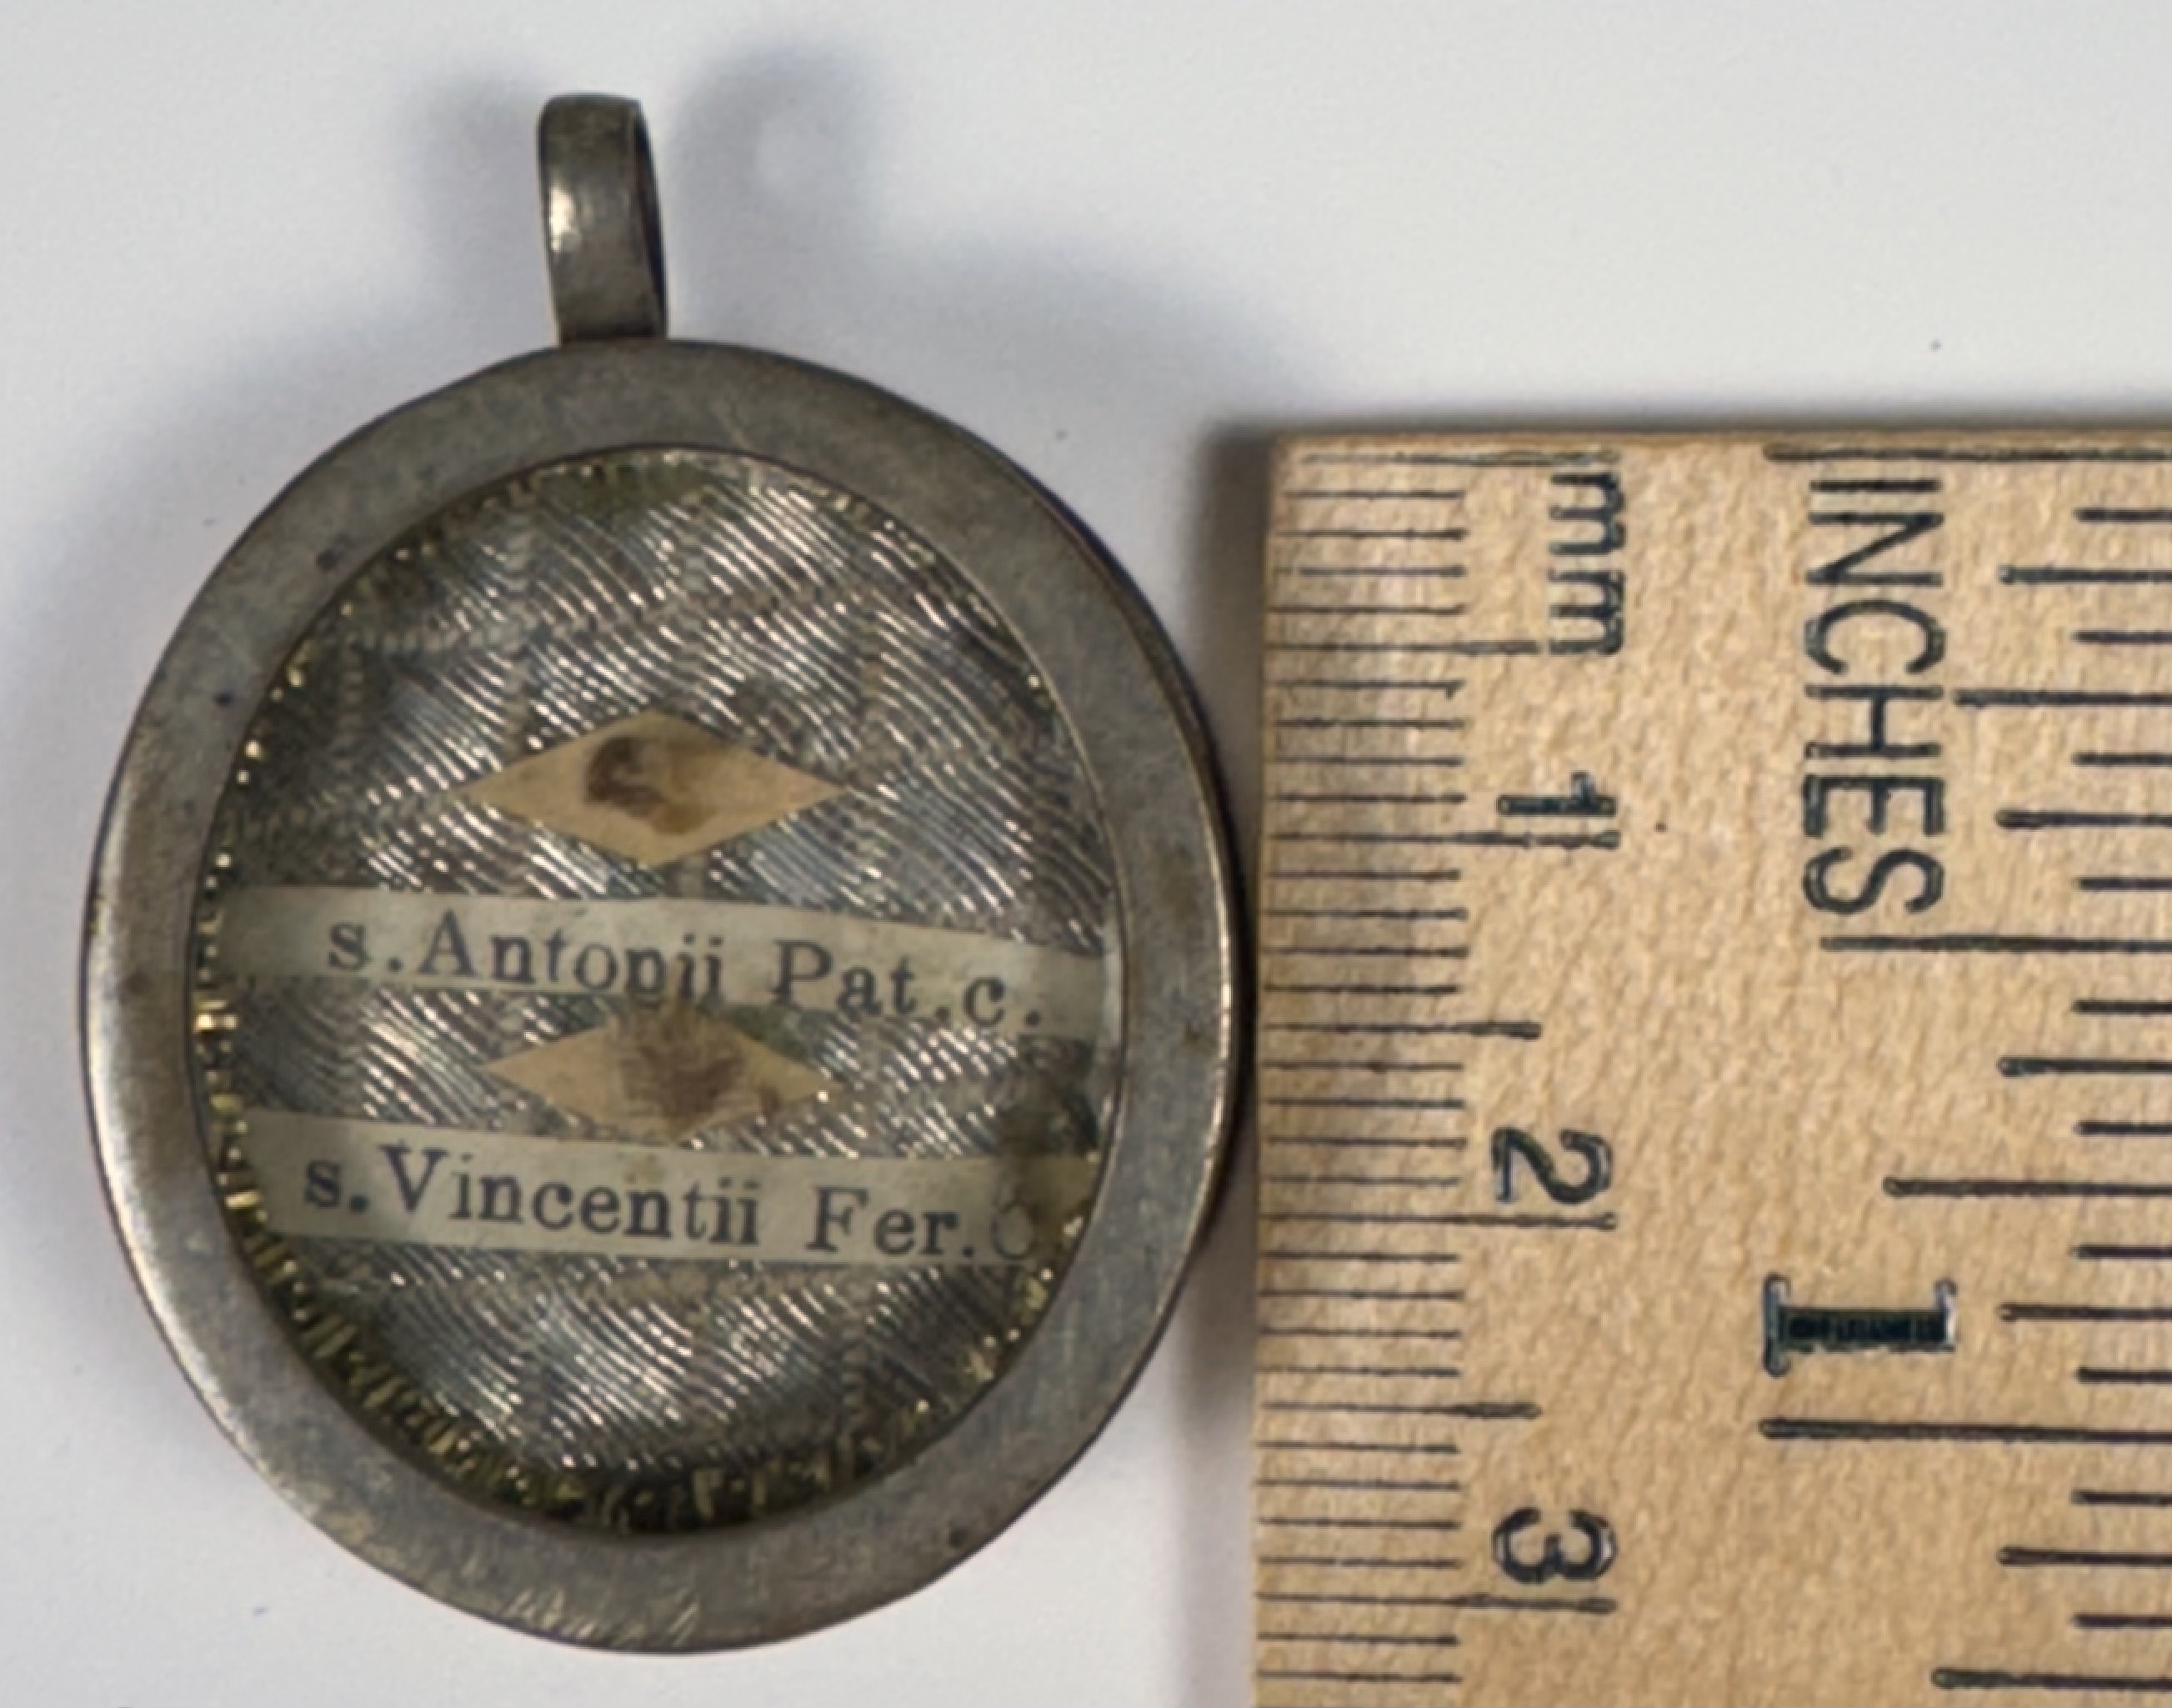 s.Antonii Pat.c.
s.Vincentii Fer.
mm
INCHES
1
2
3
1